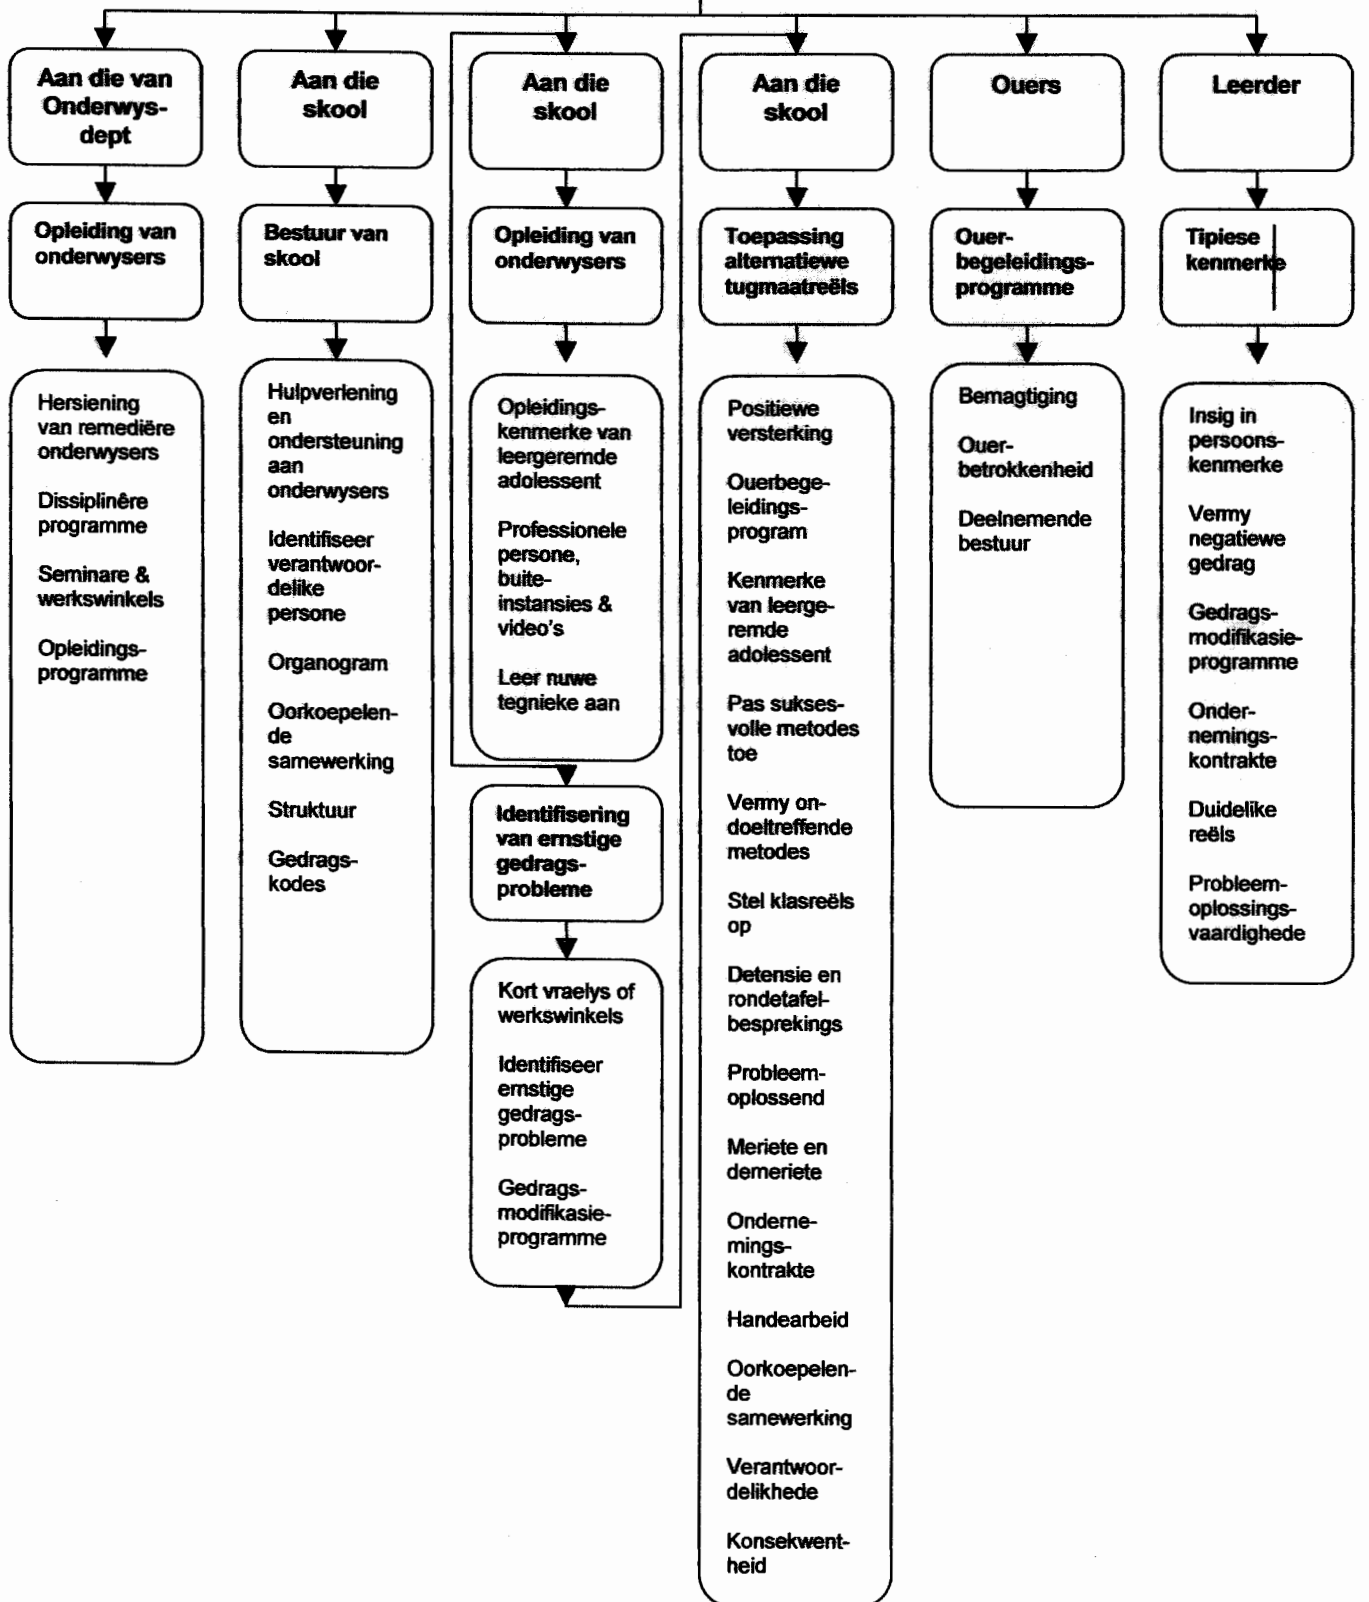 Aan die van
Onderwys-
dept
Opleiding van
onderwysers
Hersiening
van remediëre
onderwysers
Dissiplinêre
programme
Seminare &
werkswinkels
Opleidings-
programme
Aan die
skool
Bestuur van
skool
Hulpverlening
en
ondersteuning
aan
onderwysers
Identifiseer
verantwoor-
delike
persone
Organogram
Oorkoepelen-
de
samewerking
Struktuur
Gedrags-
kodes
Aan die
skool
Opleiding van
onderwysers
Opleidings-
kenmerke van
leergeremde
adolessent
Professionele
persone,
buite-
instansies &
video's
Leer nuwe
tegnieke aan
Identifisering
van ernstige
gedrags-
probleme
Kort vraelys of
werkswinkels
Identifiseer
ernstige
gedrags-
probleme
Gedrags-
modifikasie-
programme
Aan die
skool
Toepassing
alternatiewe
tugmaatreëls
Positiewe
versterking
Ouerbege-
leidings-
program
Kenmerke
van leerge-
remde
adolessent
Pas sukses-
volle metodes
toe
Vermy on-
doeltreffende
metodes
Stel klasreëls
op
Detensie en
rondetafel-
besprekings
Probleem-
oplossend
Meriete en
demeriete
Onderne-
mings-
kontrakte
Handearbeid
Oorkoepelen-
de
samewerking
Verantwoor-
delikhede
Konsekwent-
heid
Ouers
Ouer-
begeleidings-
programme
Bemagtiging
Ouer-
betrokkenheid
Deelnemende
bestuur
Leerder
Tipiese
kenmerke
Insig in
persoons-
kenmerke
Vermy
negatiewe
gedrag
Gedrags-
modifikasie-
programme
Onder-
nemings-
kontrakte
Duidelike
reëls
Probleem-
oplossings-
vaardighede